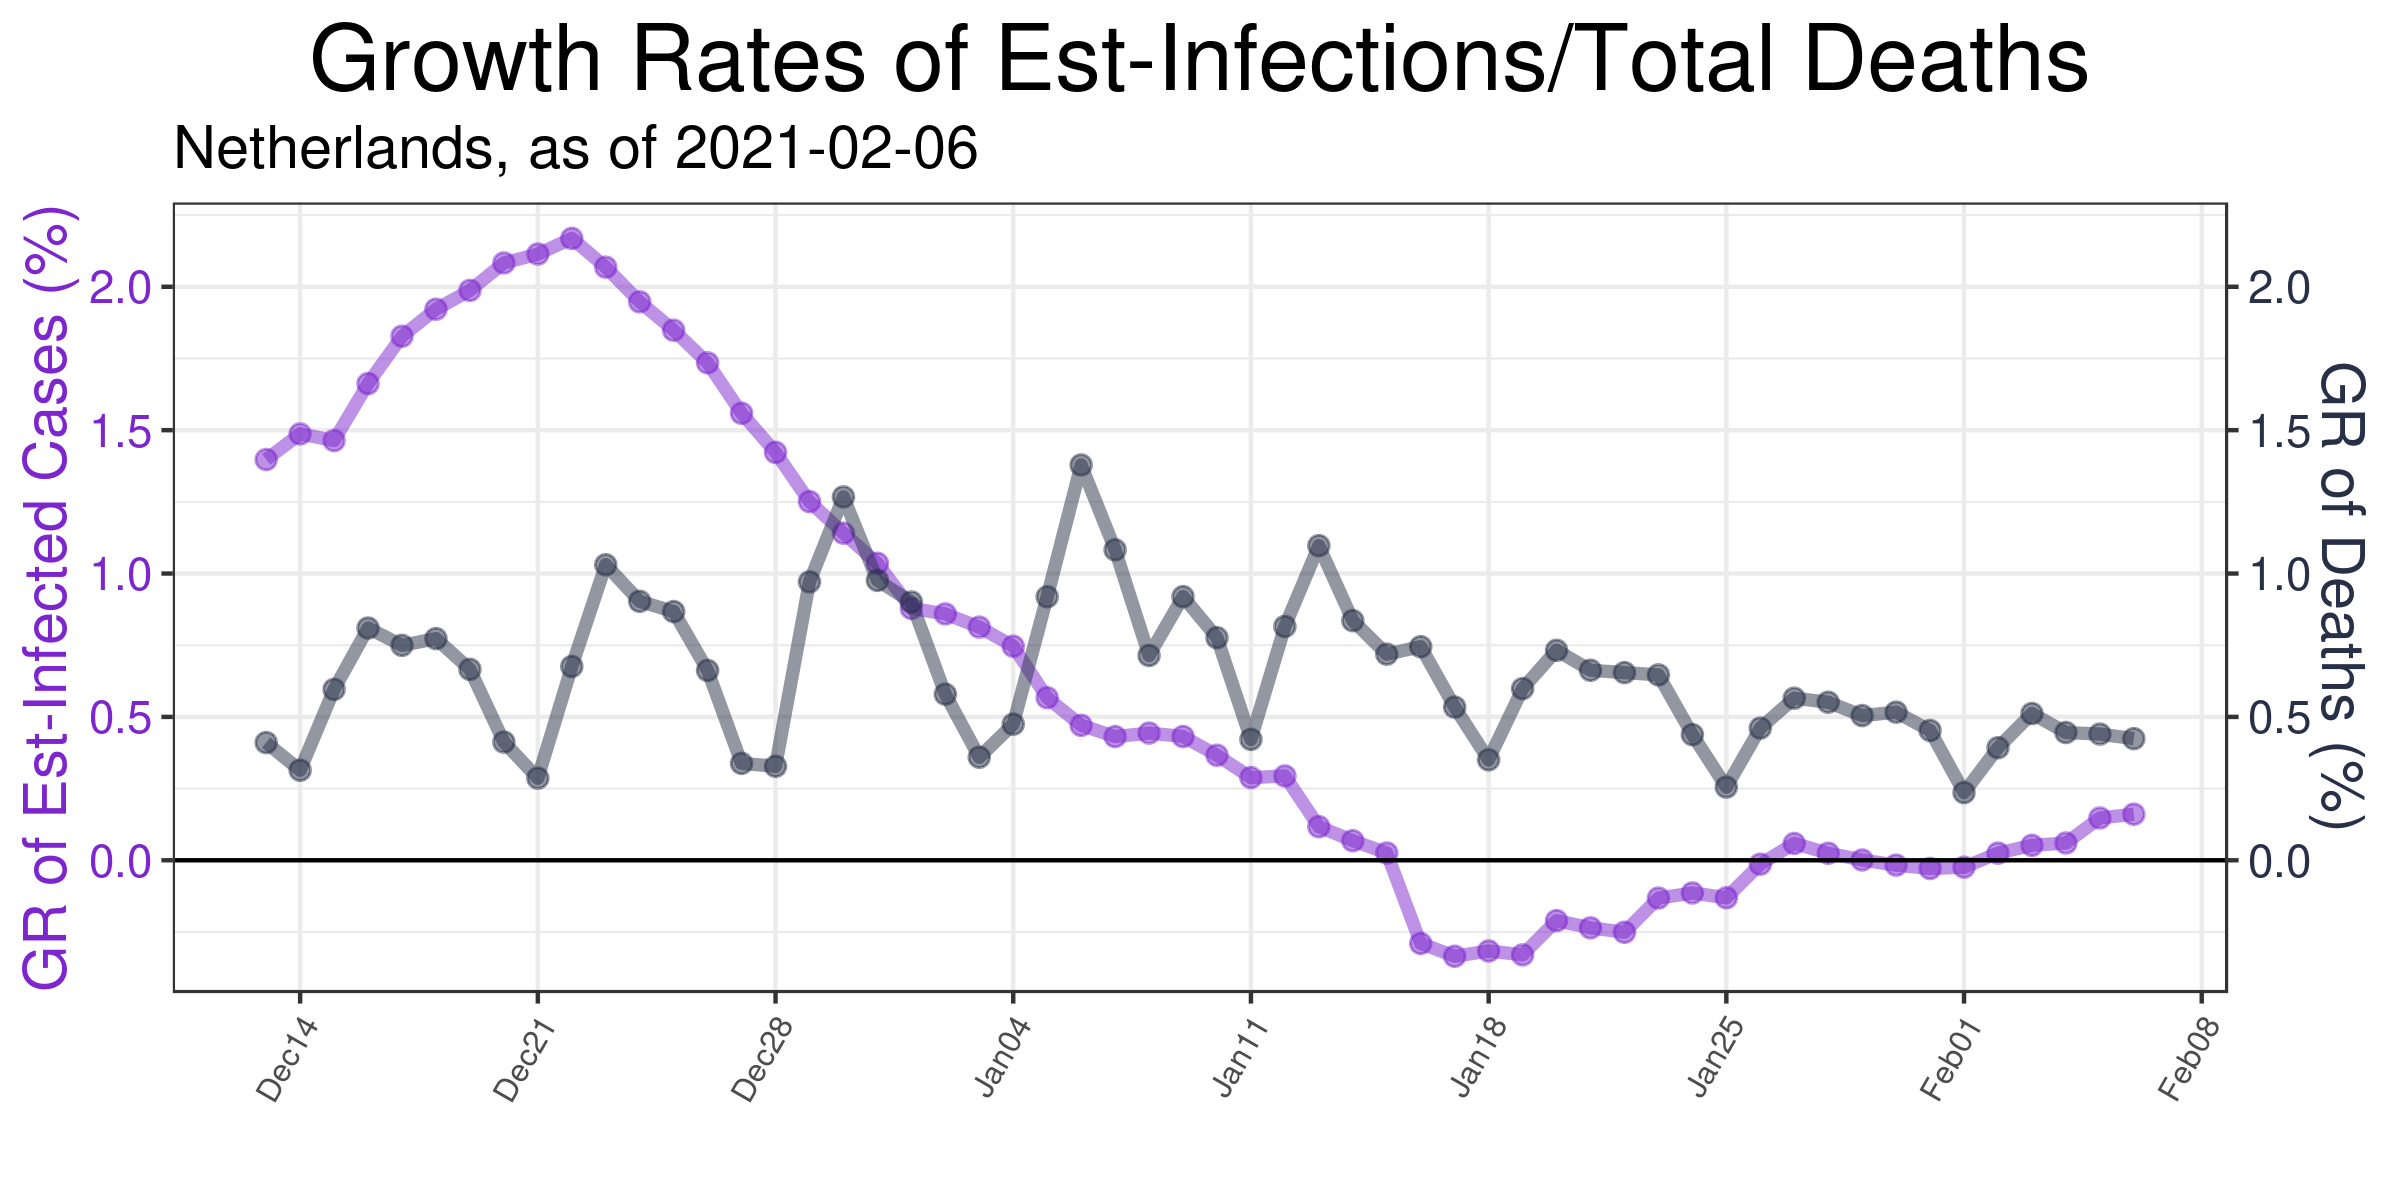 Growth Rates of Est-Infections/Total Deaths
Netherlands, as of 2021-02-06
GR of Est-Infected Cases (%)
2.0
1.5
1.0
0.5
0.0
2.0
1.5
1.0
0.5
0.0
GR of Deaths (%)
Dec14
Dec21
Dec28
Jan04
Jan11
Jan18
Jan25
Feb01
Feb08